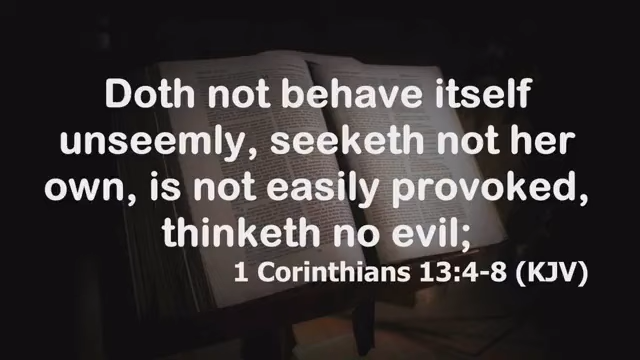 Doth not behave itself
unseemly, seeketh not her
own, is not easily provoked,
thinketh no evil;
1 Corinthians 13:4-8 (KJV)